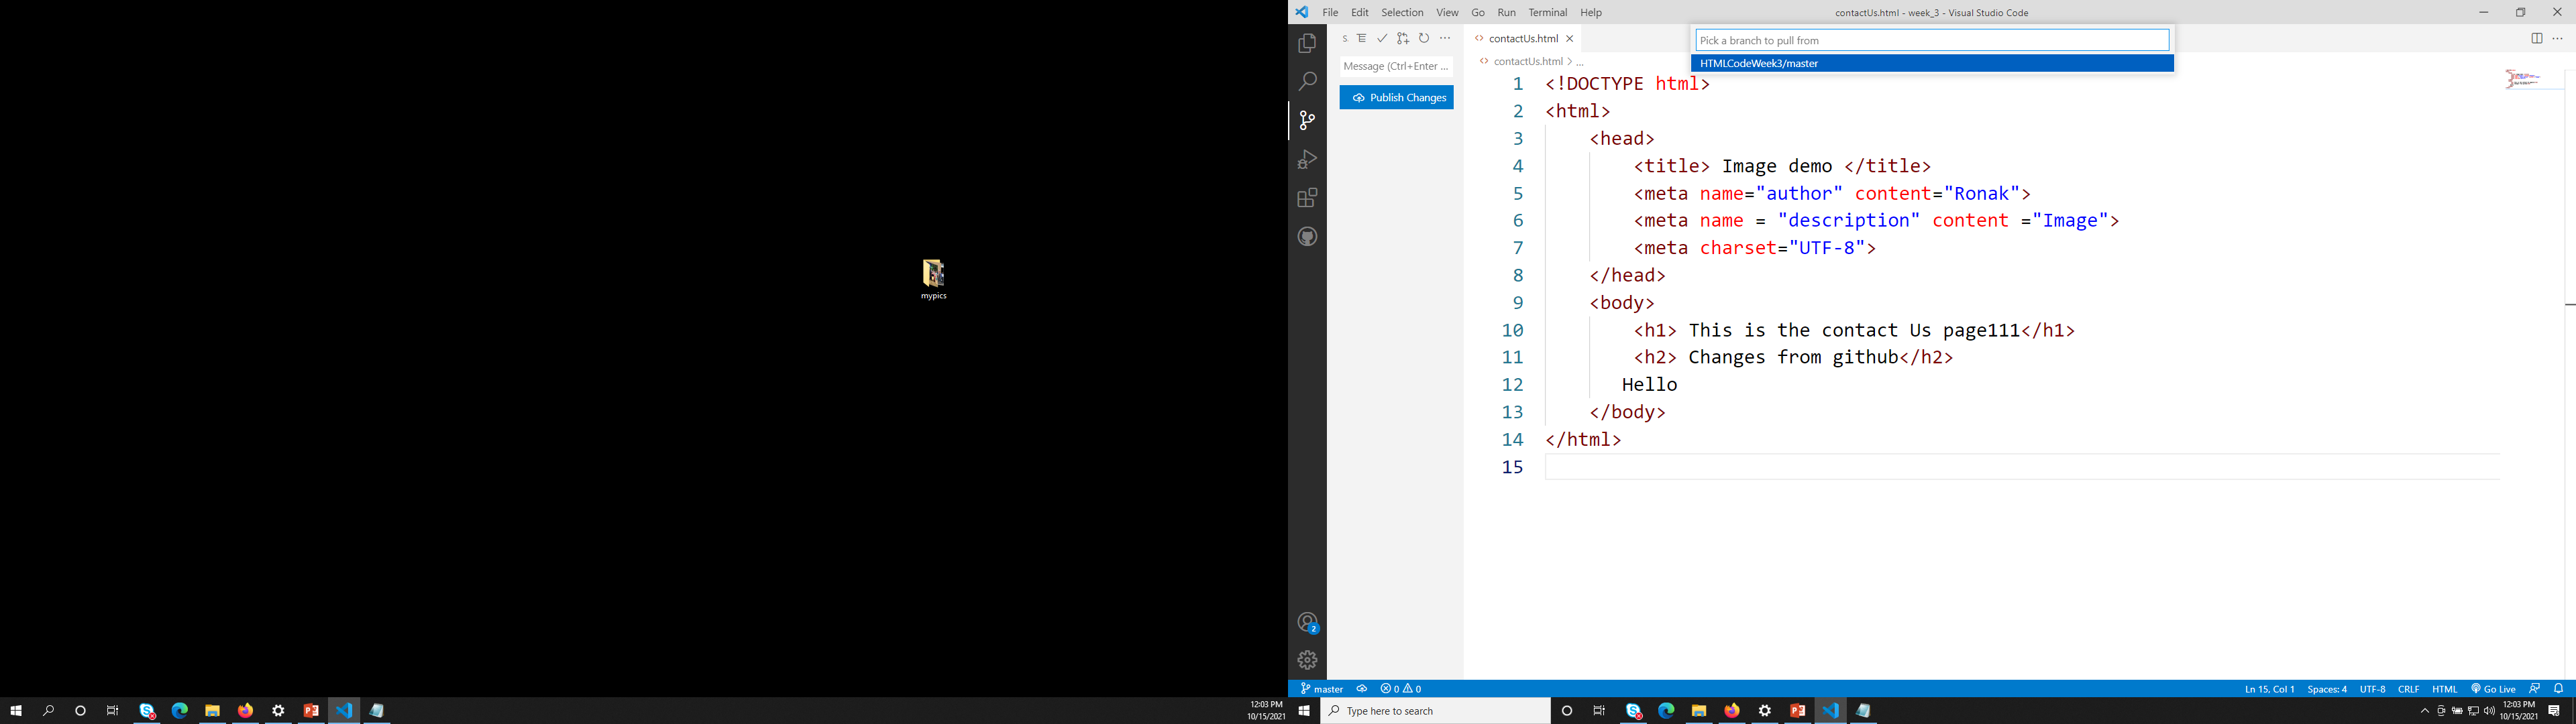 mypics
12:03 PM
10/15/2021
File Edit Selection View Go Run Terminal Help
contactUs.html - week_3 - Visual Studio Code
S
contactUs.html
Pick a branch to pull from
HTMLCodeWeek3/master
Message (Ctrl+Enter ...
contactUs.html > ...
Publish Changes
1 <!DOCTYPE html>
2 <html>
3 <head>
4 <title> Image demo </title>
5 <meta name="author" content="Ronak">
6 <meta name = "description" content ="Image">
7 <meta charset="UTF-8">
8 </head>
9 <body>
10 <h1> This is the contact Us page111</h1>
11 <h2> Changes from github</h2>
12 Hello
13 </body>
14 </html>
15
2
master 0 0
Ln 15, Col 1 Spaces: 4 UTF-8 CRLF HTML Go Live
Type here to search
12:03 PM
10/15/2021